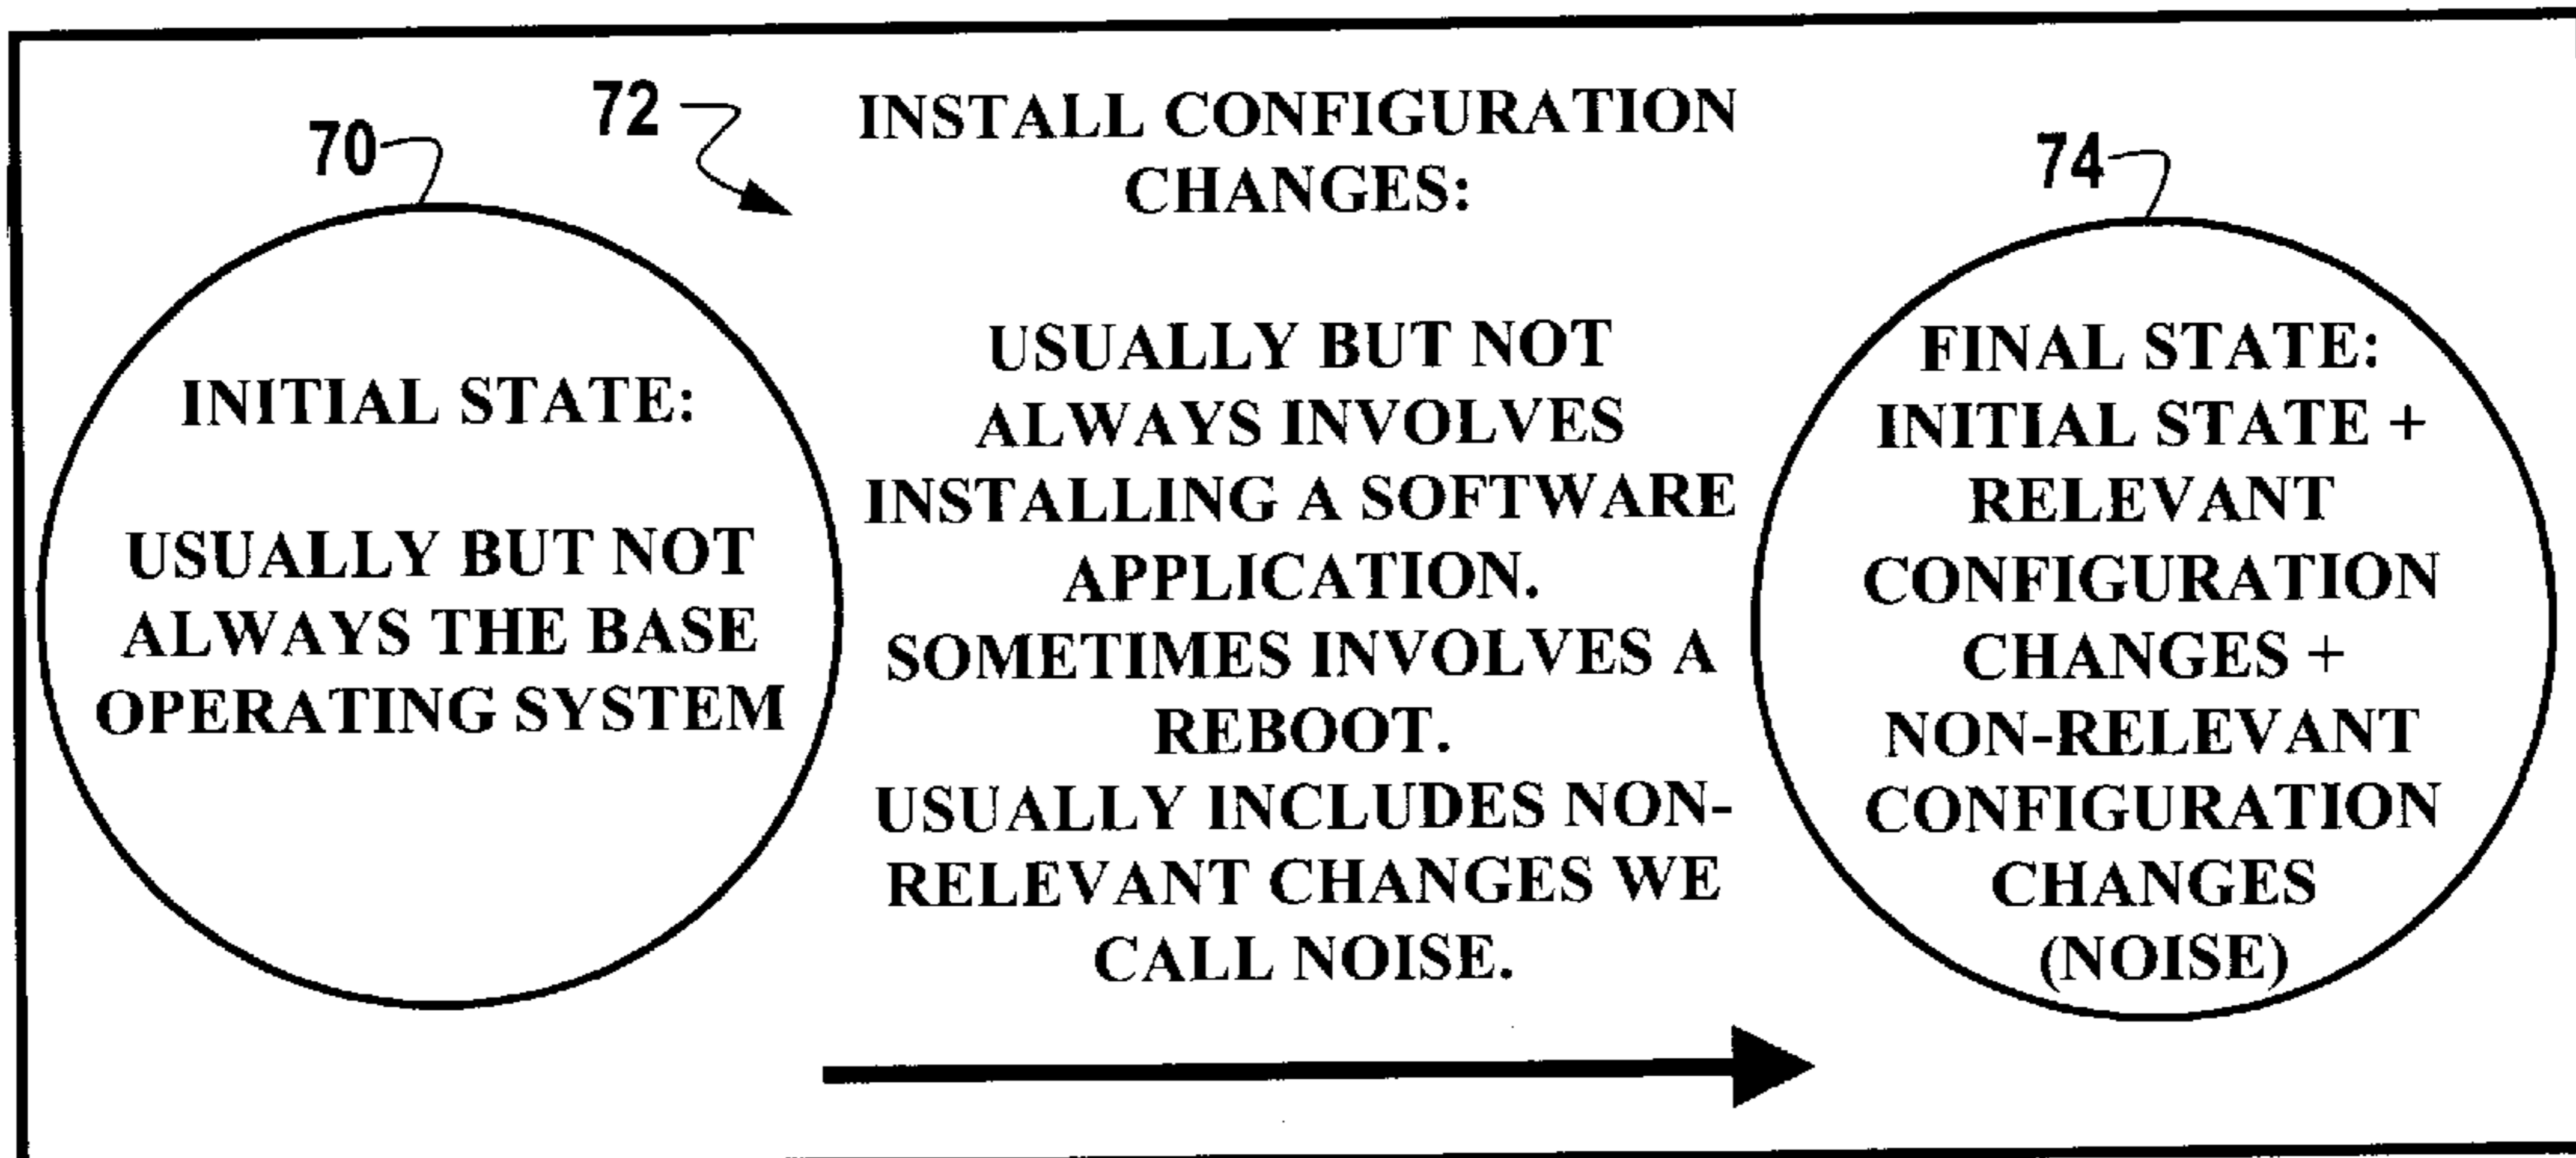 70
INITIAL STATE:
USUALLY BUT NOT
ALWAYS THE BASE
OPERATING SYSTEM
72
INSTALL CONFIGURATION
CHANGES:
USUALLY BUT NOT
ALWAYS INVOLVES
INSTALLING A SOFTWARE
APPLICATION.
SOMETIMES INVOLVES A
REBOOT.
USUALLY INCLUDES NON-
RELEVANT CHANGES WE
CALL NOISE.
74
FINAL STATE:
INITIAL STATE +
RELEVANT
CONFIGURATION
CHANGES +
NON-RELEVANT
CONFIGURATION
CHANGES
(NOISE)